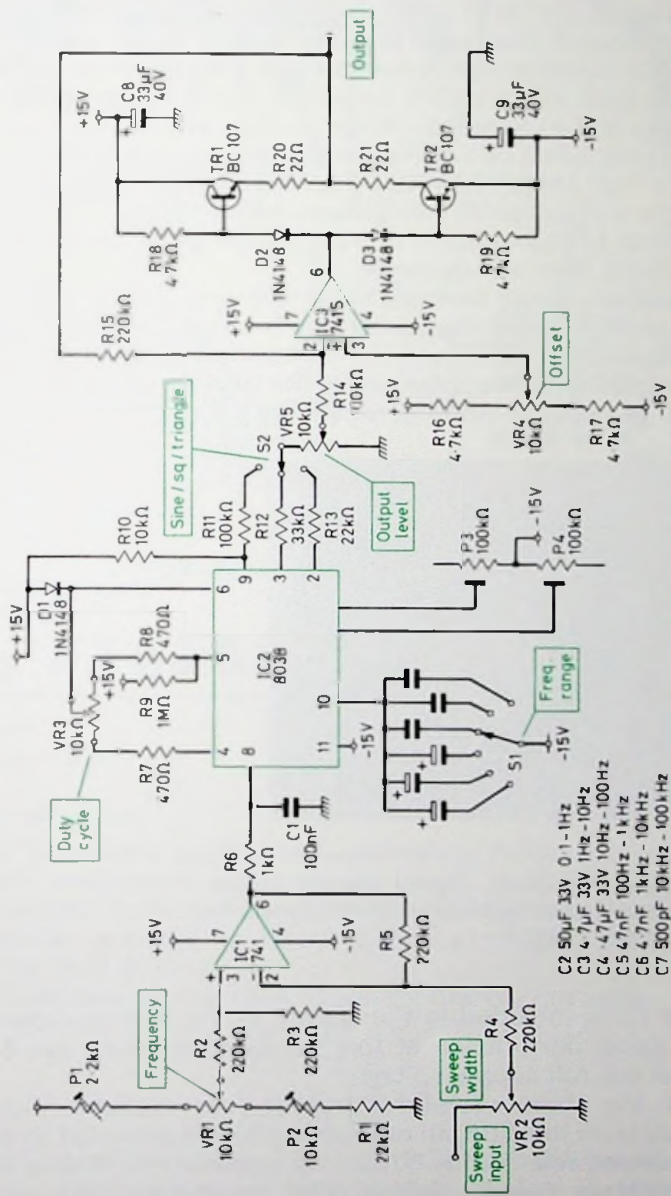 P1
2·2kΩ
Frequency
VR1
10kΩ
P2
10kΩ
R1
22kΩ
R2
220kΩ
R3
220kΩ
Sweep input
Sweep width
VR2
10kΩ
R4
220kΩ
+15V
3
+
7
IC1
741
6
2
-
4
-15V
R5
220kΩ
R6
1kΩ
C1
100nF
Duty cycle
VR3
10kΩ
R7
470Ω
R9
1MΩ
+15V
R8
470Ω
+15V
D1
1N4148
R10
10kΩ
4
5
6
8
9
IC2
8038
3
2
11
10
-15V
R11
100kΩ
R12
33kΩ
R13
22kΩ
Sine/sq/triangle
S2
VR5
10kΩ
Output level
P3
100kΩ
-15V
P4
100kΩ
S1
Freq. range
-15V
C2 50µF 33V 0·1-1Hz
C3 4·7µF 33V 1Hz-10Hz
C4 ·47µF 33V 10Hz-100Hz
C5 47nF 100Hz-1kHz
C6 4·7nF 1kHz-10kHz
C7 500pF 10kHz-100kHz
R14
R15
220kΩ
+15V
7
2
IC3
741S
6
+
3
4
-15V
+15V
R16
4·7kΩ
VR4
10kΩ
Offset
R17
4·7kΩ
-15V
R18
4·7kΩ
D2
1N4148
D3
1N4148
R19
4·7kΩ
+15V
+
C8
33µF
40V
TR1
BC107
R20
22Ω
R21
22Ω
TR2
BC107
Output
+
C9
33µF
40V
-15V